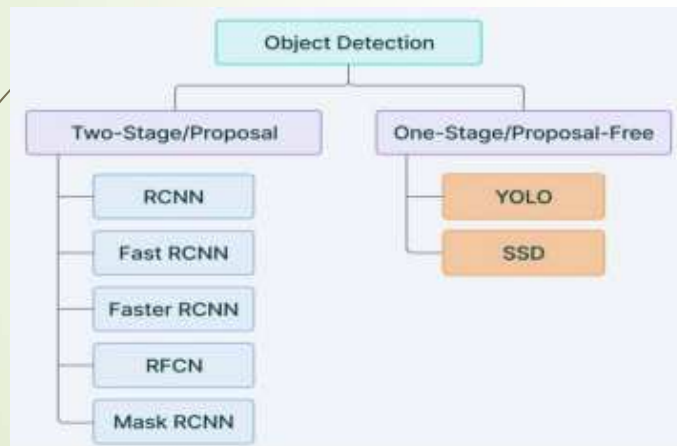 Object Detection
Two-Stage/Proposal
RCNN
Fast RCNN
Faster RCNN
RFCN
Mask RCNN
One-Stage/Proposal-Free
YOLO
SSD